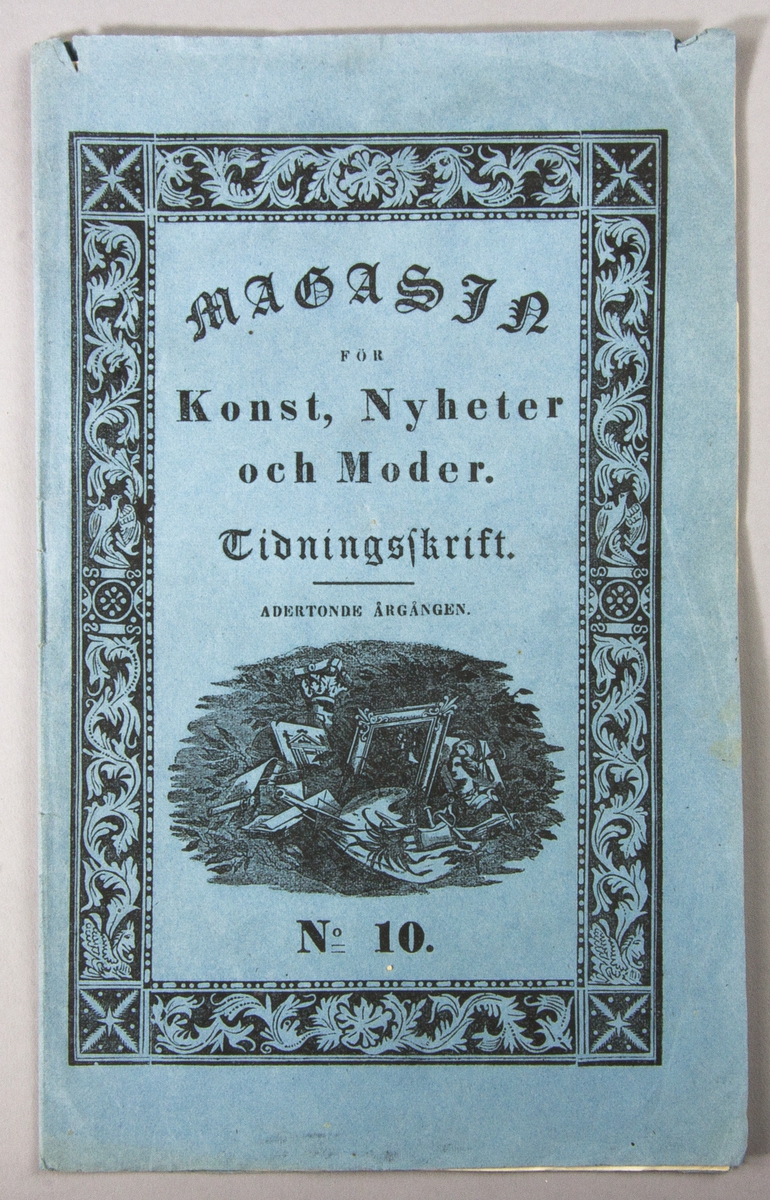 MAGASIN
FÖR
Konst, Nyheter
och Moder.
Tidningsſkrift.
ADERTONDE ÅRGÅNGEN.
No 10.